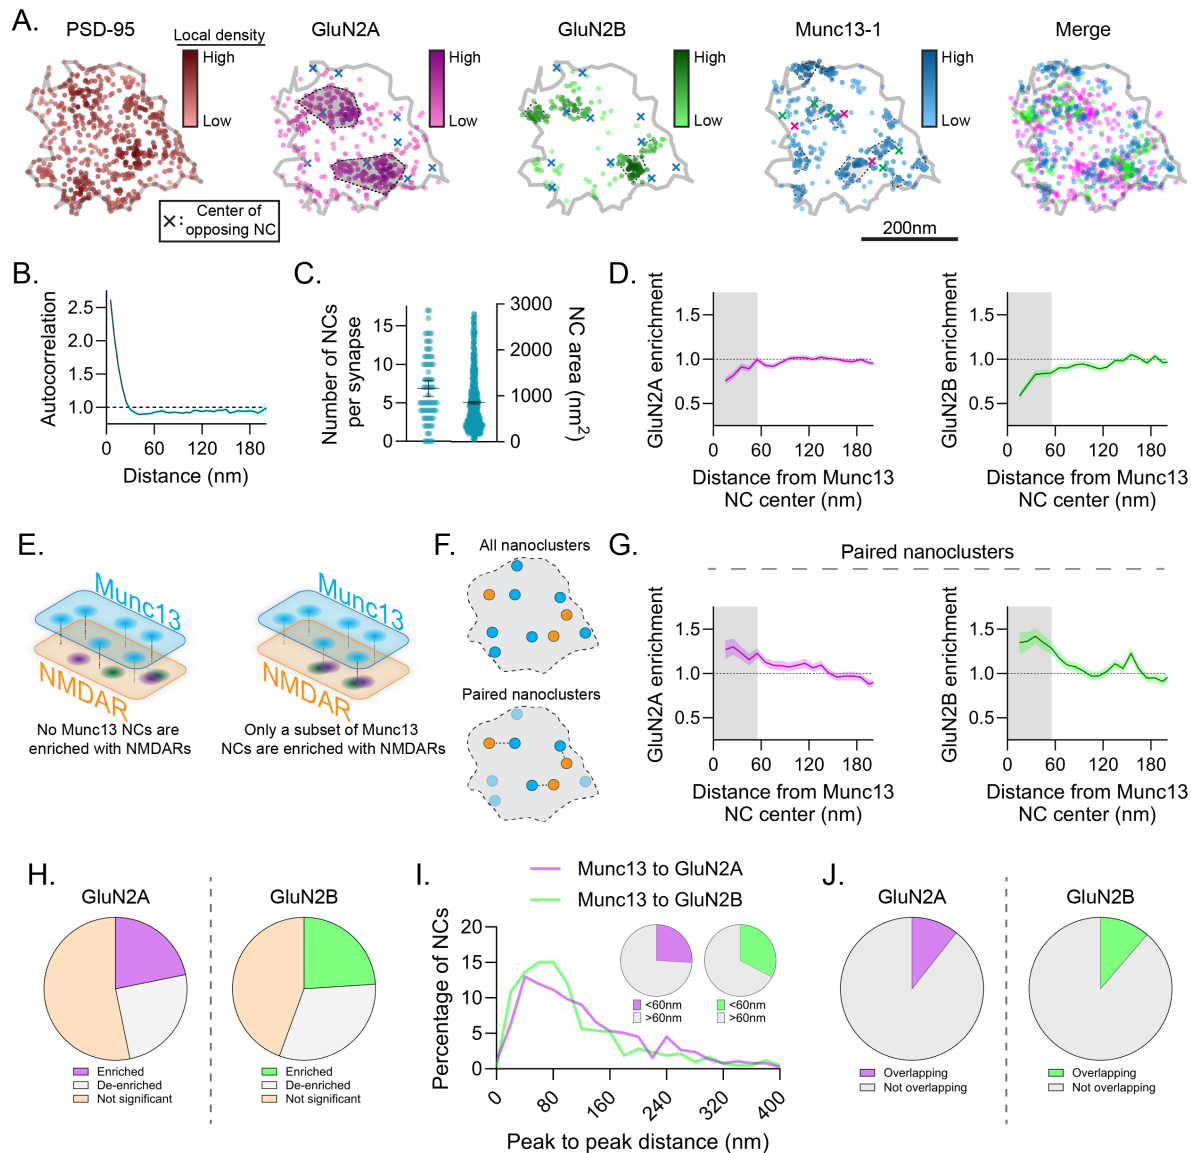 A.
PSD-95
Local density
High
Low
GluN2A
High
Low
GluN2B
High
Low
Munc13-1
High
Low
Merge
×: Center of
opposing NC
200nm
B.
Autocorrelation
2.5
2.0
1.5
1.0
0 60 120 180
Distance (nm)
C.
Number of NCs
per synapse
15
10
5
0
3000
2000
1000
0
NC area (nm2)
D.
GluN2A enrichment
1.5
1.0
0.5
0 60 120 180
Distance from Munc13
NC center (nm)
GluN2B enrichment
1.5
1.0
0.5
0 60 120 180
Distance from Munc13
NC center (nm)
E.
Munc13
NMDAR
No Munc13 NCs are
enriched with NMDARs
Munc13
NMDAR
Only a subset of Munc13
NCs are enriched with NMDARs
F.
All nanoclusters
Paired nanoclusters
G.
Paired nanoclusters
GluN2A enrichment
1.5
1.0
0.5
0 60 120 180
Distance from Munc13
NC center (nm)
GluN2B enrichment
1.5
1.0
0.5
0 60 120 180
Distance from Munc13
NC center (nm)
H.
GluN2A
Enriched
De-enriched
Not significant
GluN2B
Enriched
De-enriched
Not significant
I.
Munc13 to GluN2A
Munc13 to GluN2B
Percentage of NCs
20
15
10
5
0
<60nm
>60nm
<60nm
>60nm
0 80 160 240 320 400
Peak to peak distance (nm)
J.
GluN2A
Overlapping
Not overlapping
GluN2B
Overlapping
Not overlapping